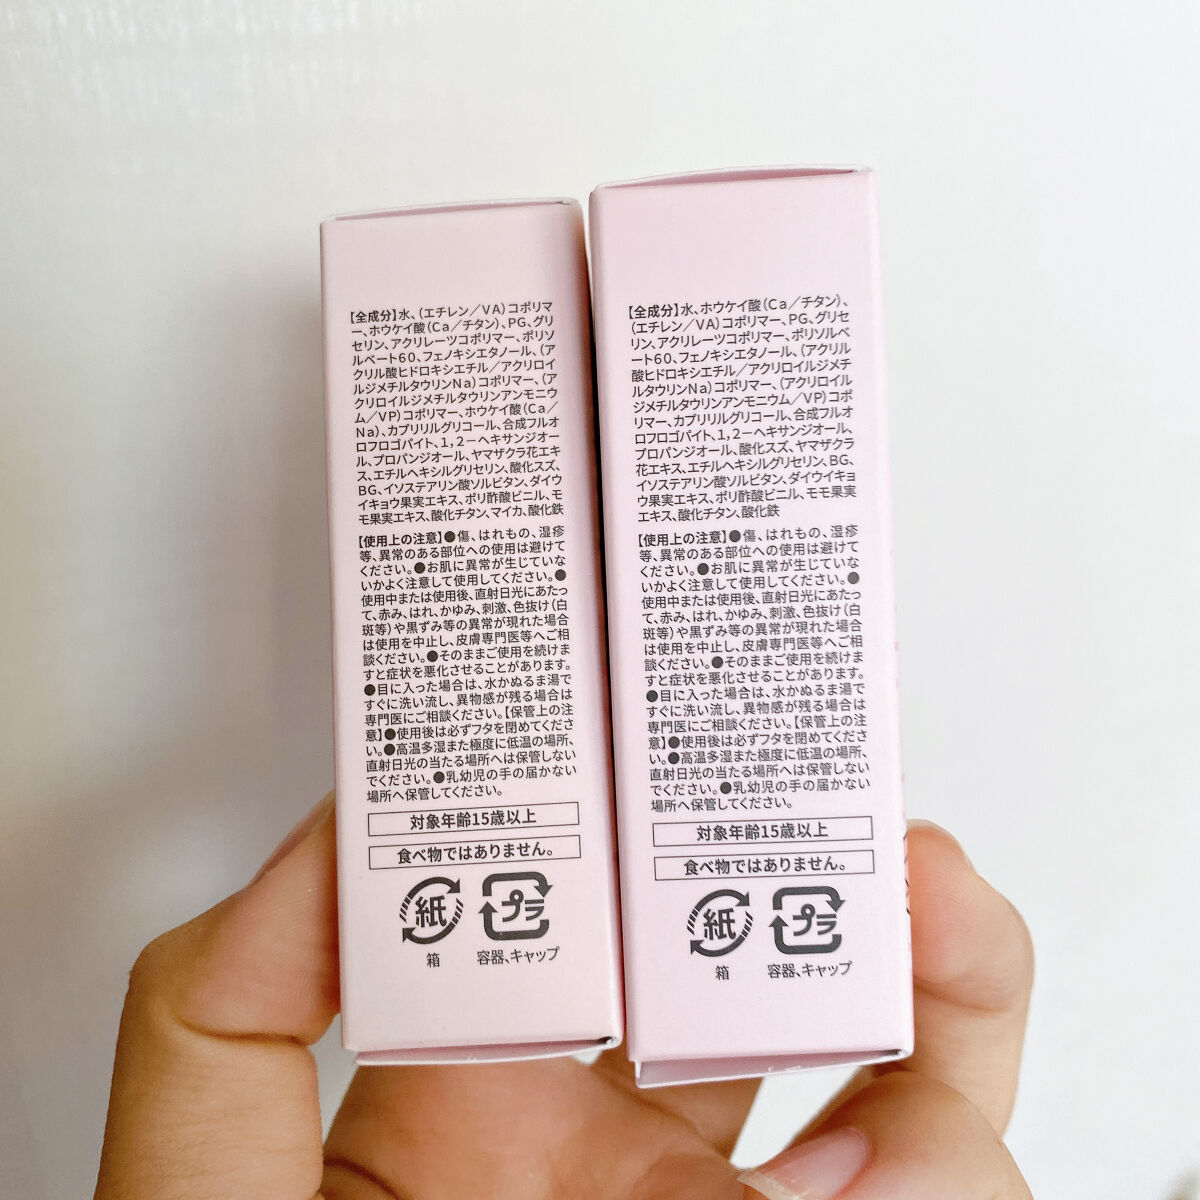 【全成分】水、(エチレン／VA)コポリマ
ー、ホウケイ酸(Ca／チタン)、PG、グリ
セリン、アクリレーツコポリマー、ポリソ
ルベート60、フェノキシエタノール、(ア
クリル酸ヒドロキシエチル／アクリロイ
ルジメチルタウリンNa)コポリマー、(ア
クリロイルジメチルタウリンアンモニウ
ム／VP)コポリマー、ホウケイ酸(Ca／
Na)、カプリリルグリコール、合成フルオ
ロフロゴパイト、1,2－ヘキサンジオー
ル、プロパンジオール、ヤマザクラ花エキ
ス、エチルヘキシルグリセリン、酸化スズ、
BG、イソステアリン酸ソルビタン、ダイウ
イキョウ果実エキス、ポリ酢酸ビニル、モ
モ果実エキス、酸化チタン、マイカ、酸化鉄
【使用上の注意】●傷、はれもの、湿疹
等、異常のある部位への使用は避けて
ください。●お肌に異常が生じていな
いかよく注意して使用してください。●
使用中または使用後、直射日光にあたっ
て、赤み、はれ、かゆみ、刺激、色抜け(白
斑等)や黒ずみ等の異常が現れた場合
は使用を中止し、皮膚専門医等へご相
談ください。●そのままご使用を続けま
すと症状を悪化させることがあります。
●目に入った場合は、水かぬるま湯で
すぐに洗い流し、異物感が残る場合は
専門医にご相談ください。【保管上の注
意】●使用後は必ずフタを閉めてくださ
い。●高温多湿また極度に低温の場所、
直射日光の当たる場所へは保管しない
でください。●乳幼児の手の届かない
場所へ保管してください。
対象年齢15歳以上
食べ物ではありません。
紙 プラ
箱 容器、キャップ
【全成分】水、ホウケイ酸(Ca／チタン)、
(エチレン／VA)コポリマー、PG、グリセ
リン、アクリレーツコポリマー、ポリソルベ
ート60、フェノキシエタノール、(アクリル
酸ヒドロキシエチル／アクリロイルジメチ
ルタウリンNa)コポリマー、(アクリロイル
ジメチルタウリンアンモニウム／VP)コポ
リマー、カプリリルグリコール、合成フルオ
ロフロゴパイト、1,2－ヘキサンジオール、
プロパンジオール、酸化スズ、ヤマザクラ
花エキス、エチルヘキシルグリセリン、BG、
イソステアリン酸ソルビタン、ダイウイキョ
ウ果実エキス、ポリ酢酸ビニル、モモ果実
エキス、酸化チタン、酸化鉄
【使用上の注意】●傷、はれもの、湿疹
等、異常のある部位への使用は避けて
ください。●お肌に異常が生じていな
いかよく注意して使用してください。●
使用中または使用後、直射日光にあたっ
て、赤み、はれ、かゆみ、刺激、色抜け(白
斑等)や黒ずみ等の異常が現れた場合
は使用を中止し、皮膚専門医等へご相
談ください。●そのままご使用を続けま
すと症状を悪化させることがあります。
●目に入った場合は、水かぬるま湯で
すぐに洗い流し、異物感が残る場合は
専門医にご相談ください。【保管上の注
意】●使用後は必ずフタを閉めてくださ
い。●高温多湿また極度に低温の場所、
直射日光の当たる場所へは保管しない
でください。●乳幼児の手の届かない
場所へ保管してください。
対象年齢15歳以上
食べ物ではありません。
紙 プラ
箱 容器、キャップ